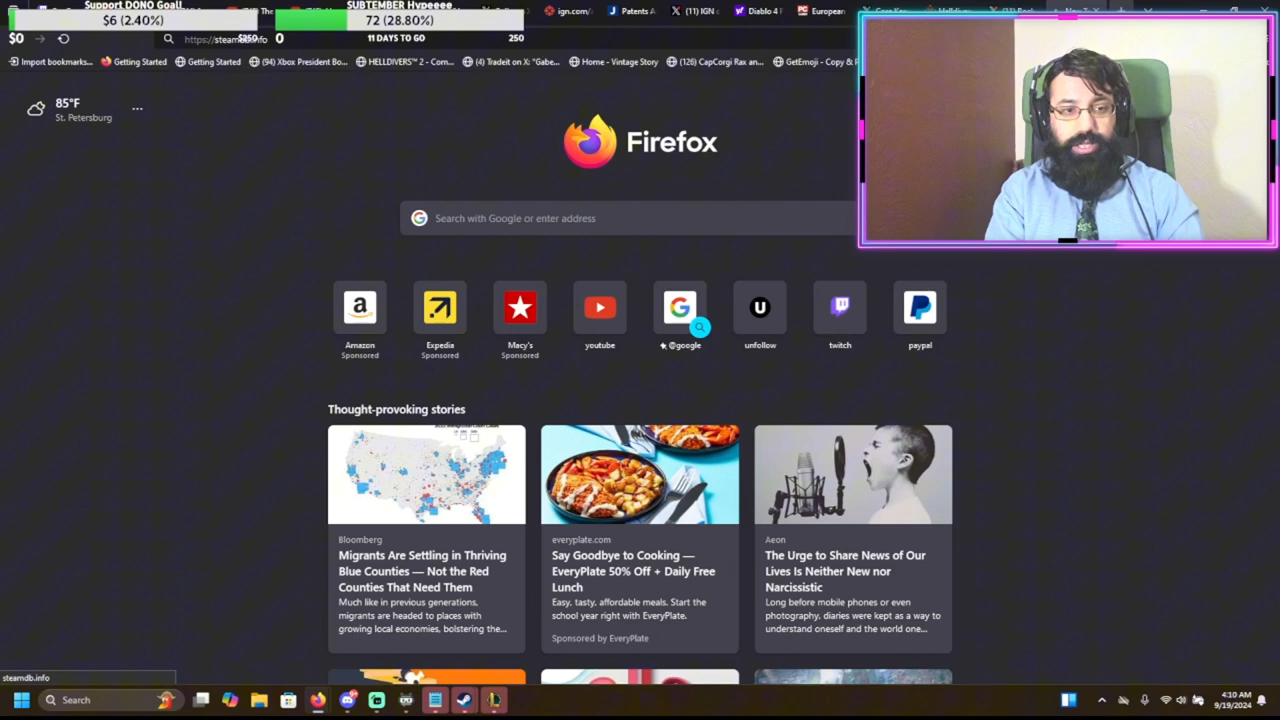 Support DONO Goal!
$6 (2.40%)
$0
$250
SUBTEMBER Hypeeee
72 (28.80%)
0
11 DAYS TO GO
250
ign.com/
Patents A
(11) IGN c
Diablo 4 l
European
https://steamdb.info
Import bookmarks...
Getting Started
Getting Started
(94) Xbox President Bo...
HELLDIVERS™ 2 - Com...
(4) Tradeit on X: "Gabe...
Home - Vintage Story
(126) CapCorgi Rax an...
GetEmoji - Copy & P
85°F
St. Petersburg
Firefox
Search with Google or enter address
Amazon
Sponsored
Expedia
Sponsored
Macy's
Sponsored
youtube
@google
unfollow
twitch
paypal
Thought-provoking stories
Bloomberg
Migrants Are Settling in Thriving
Blue Counties — Not the Red
Counties That Need Them
Much like in previous generations,
migrants are headed to places with
growing local economies, bolstering the...
everyplate.com
Say Goodbye to Cooking —
EveryPlate 50% Off + Daily Free
Lunch
Easy, tasty, affordable meals. Start the
school year right with EveryPlate.
Sponsored by EveryPlate
Aeon
The Urge to Share News of Our
Lives Is Neither New nor
Narcissistic
Long before mobile phones or even
photography, diaries were kept as a way to
understand oneself and the world one...
steamdb.info
Search
4:10 AM
9/19/2024